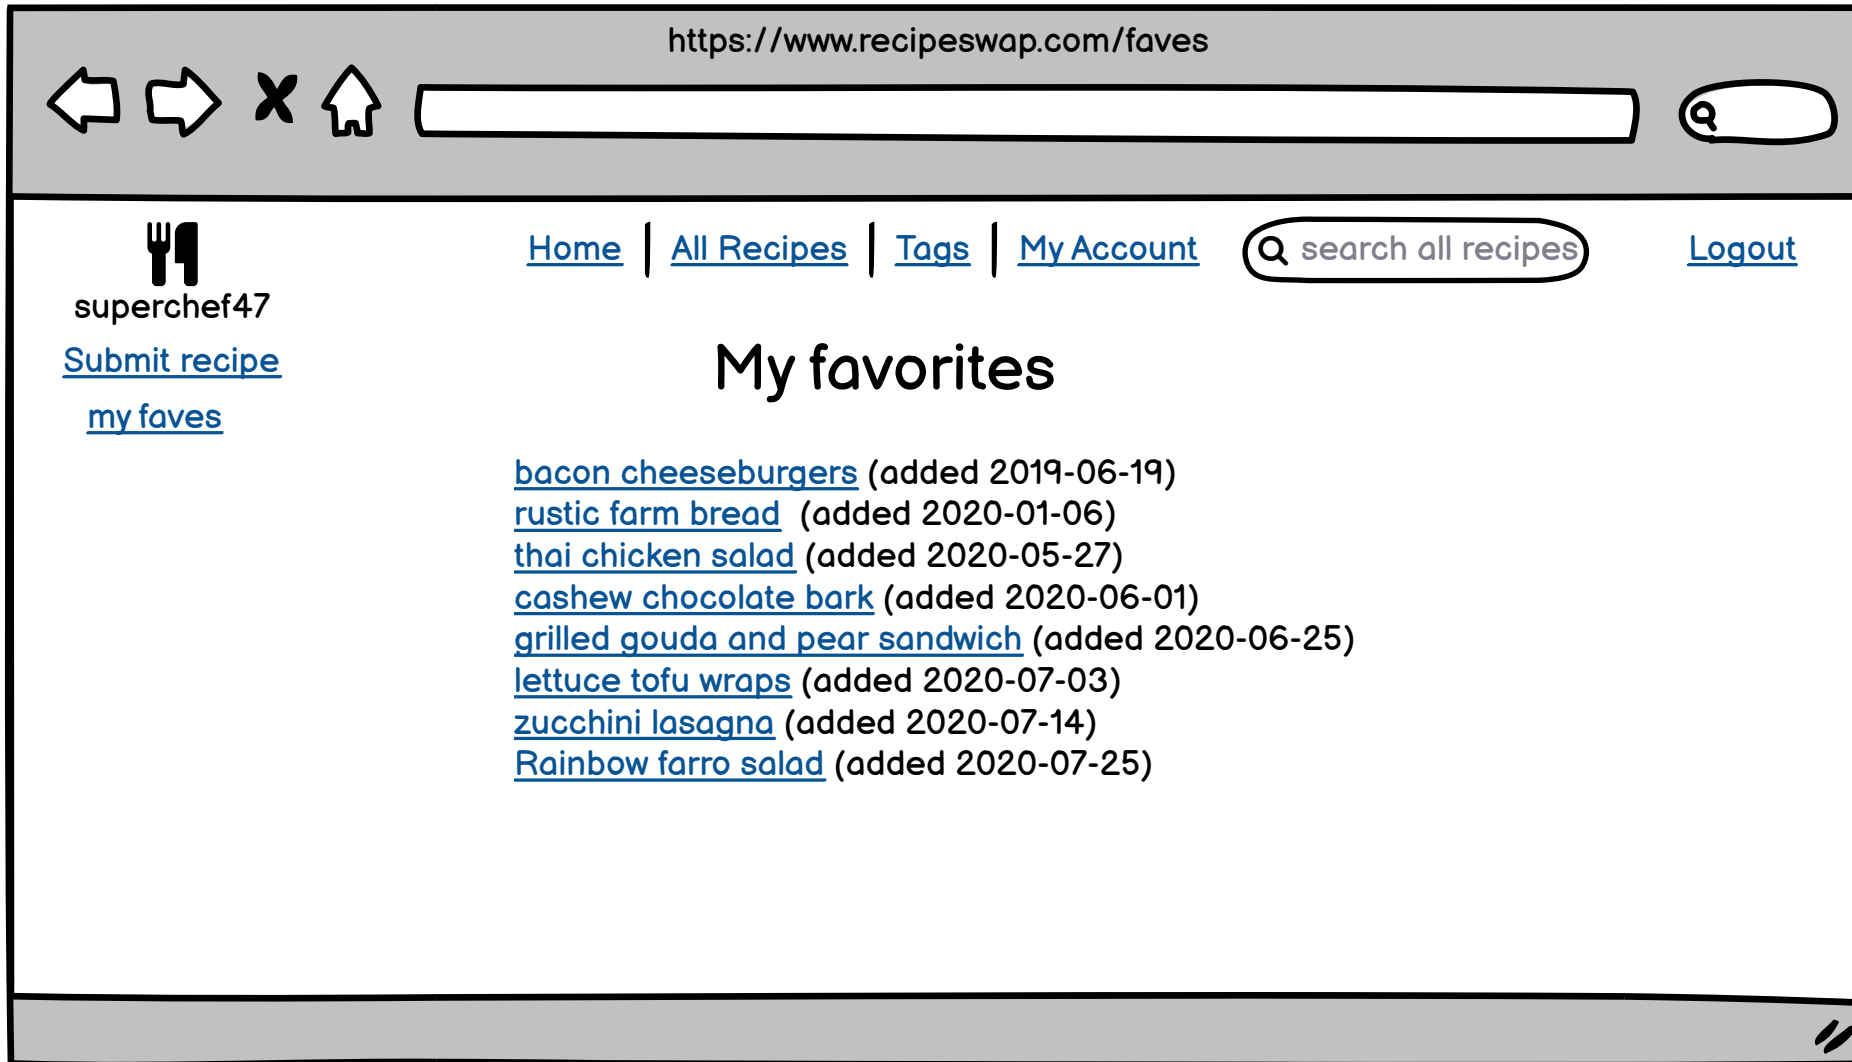 https://www.recipeswap.com/faves
Home All Recipes Tags My Account search all recipes Logout
superchef47
Submit recipe
my faves
My favorites
bacon cheeseburgers (added 2019-06-19)
rustic farm bread (added 2020-01-06)
thai chicken salad (added 2020-05-27)
cashew chocolate bark (added 2020-06-01)
grilled gouda and pear sandwich (added 2020-06-25)
lettuce tofu wraps (added 2020-07-03)
zucchini lasagna (added 2020-07-14)
Rainbow farro salad (added 2020-07-25)